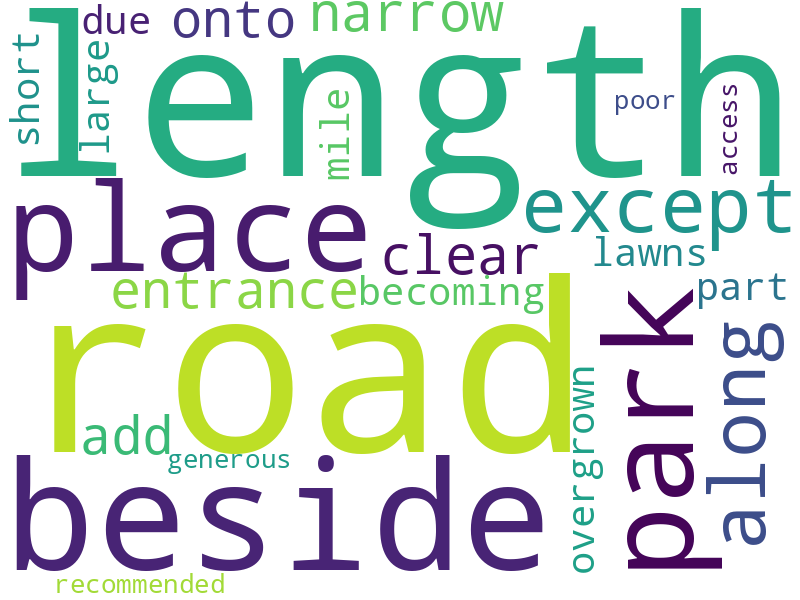 due onto narrow
short large length
mile poor access
place except
clear lawns
entrance becoming part
road park along
add
generous overgrown
beside
recommended